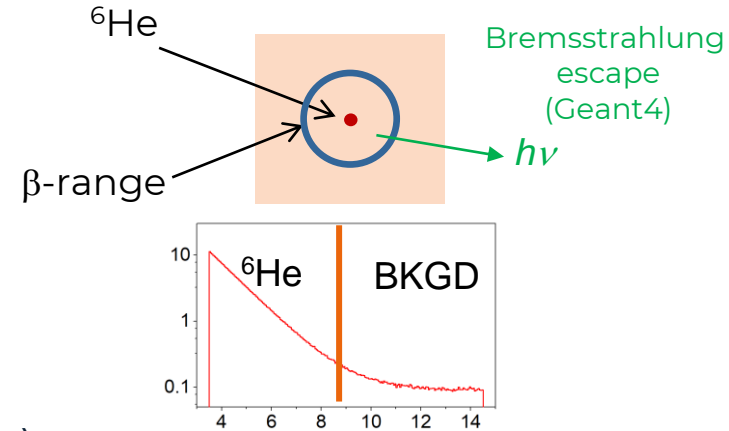 ⁶He
Bremsstrahlung
escape
(Geant4)
hν
β-range
⁶He
BKGD
10
1
0.1
4 6 8 10 12 14